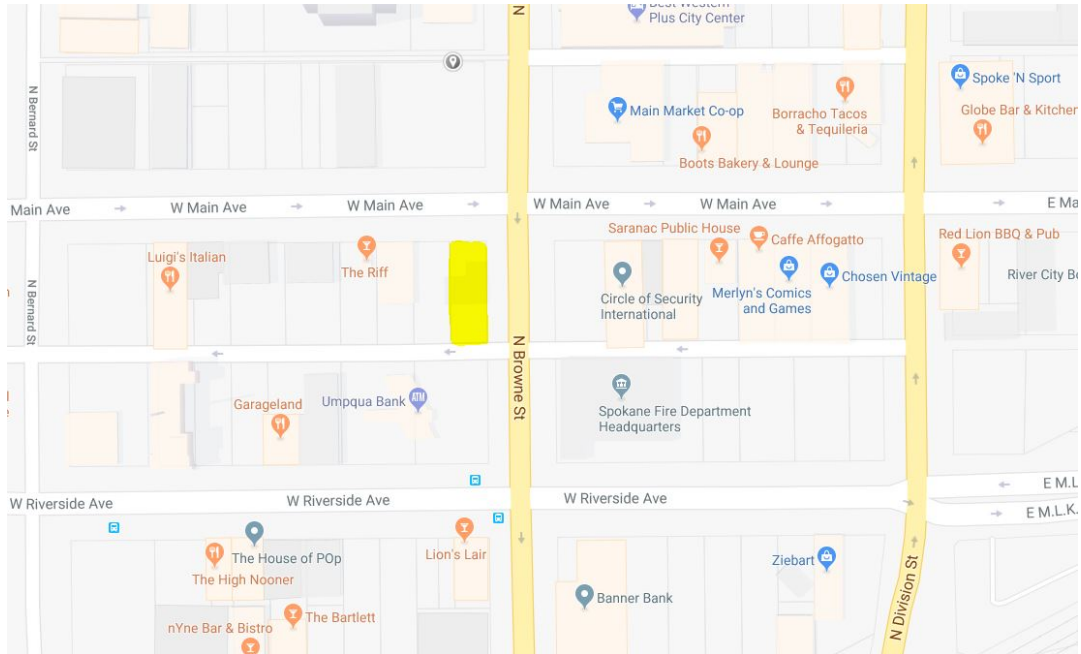 N
Best Western
Plus City Center
Spoke 'N Sport
N Bernard St
Main Market Co-op
Borracho Tacos
& Tequileria
Globe Bar & Kitchen
Boots Bakery & Lounge
Main Ave
W Main Ave
W Main Ave
W Main Ave
W Main Ave
E Ma
Luigi's Italian
The Riff
Saranac Public House
Caffe Affogatto
Red Lion BBQ & Pub
N Bernard St
Circle of Security
International
Merlyn's Comics
and Games
Chosen Vintage
River City Bo
N Browne St
Garageland
Umpqua Bank
ATM
Spokane Fire Department
Headquarters
W Riverside Ave
W Riverside Ave
W Riverside Ave
E M.L
E M.L.K.
The House of POp
The High Nooner
Lion's Lair
Ziebart
Banner Bank
The Bartlett
nYne Bar & Bistro
N Division St